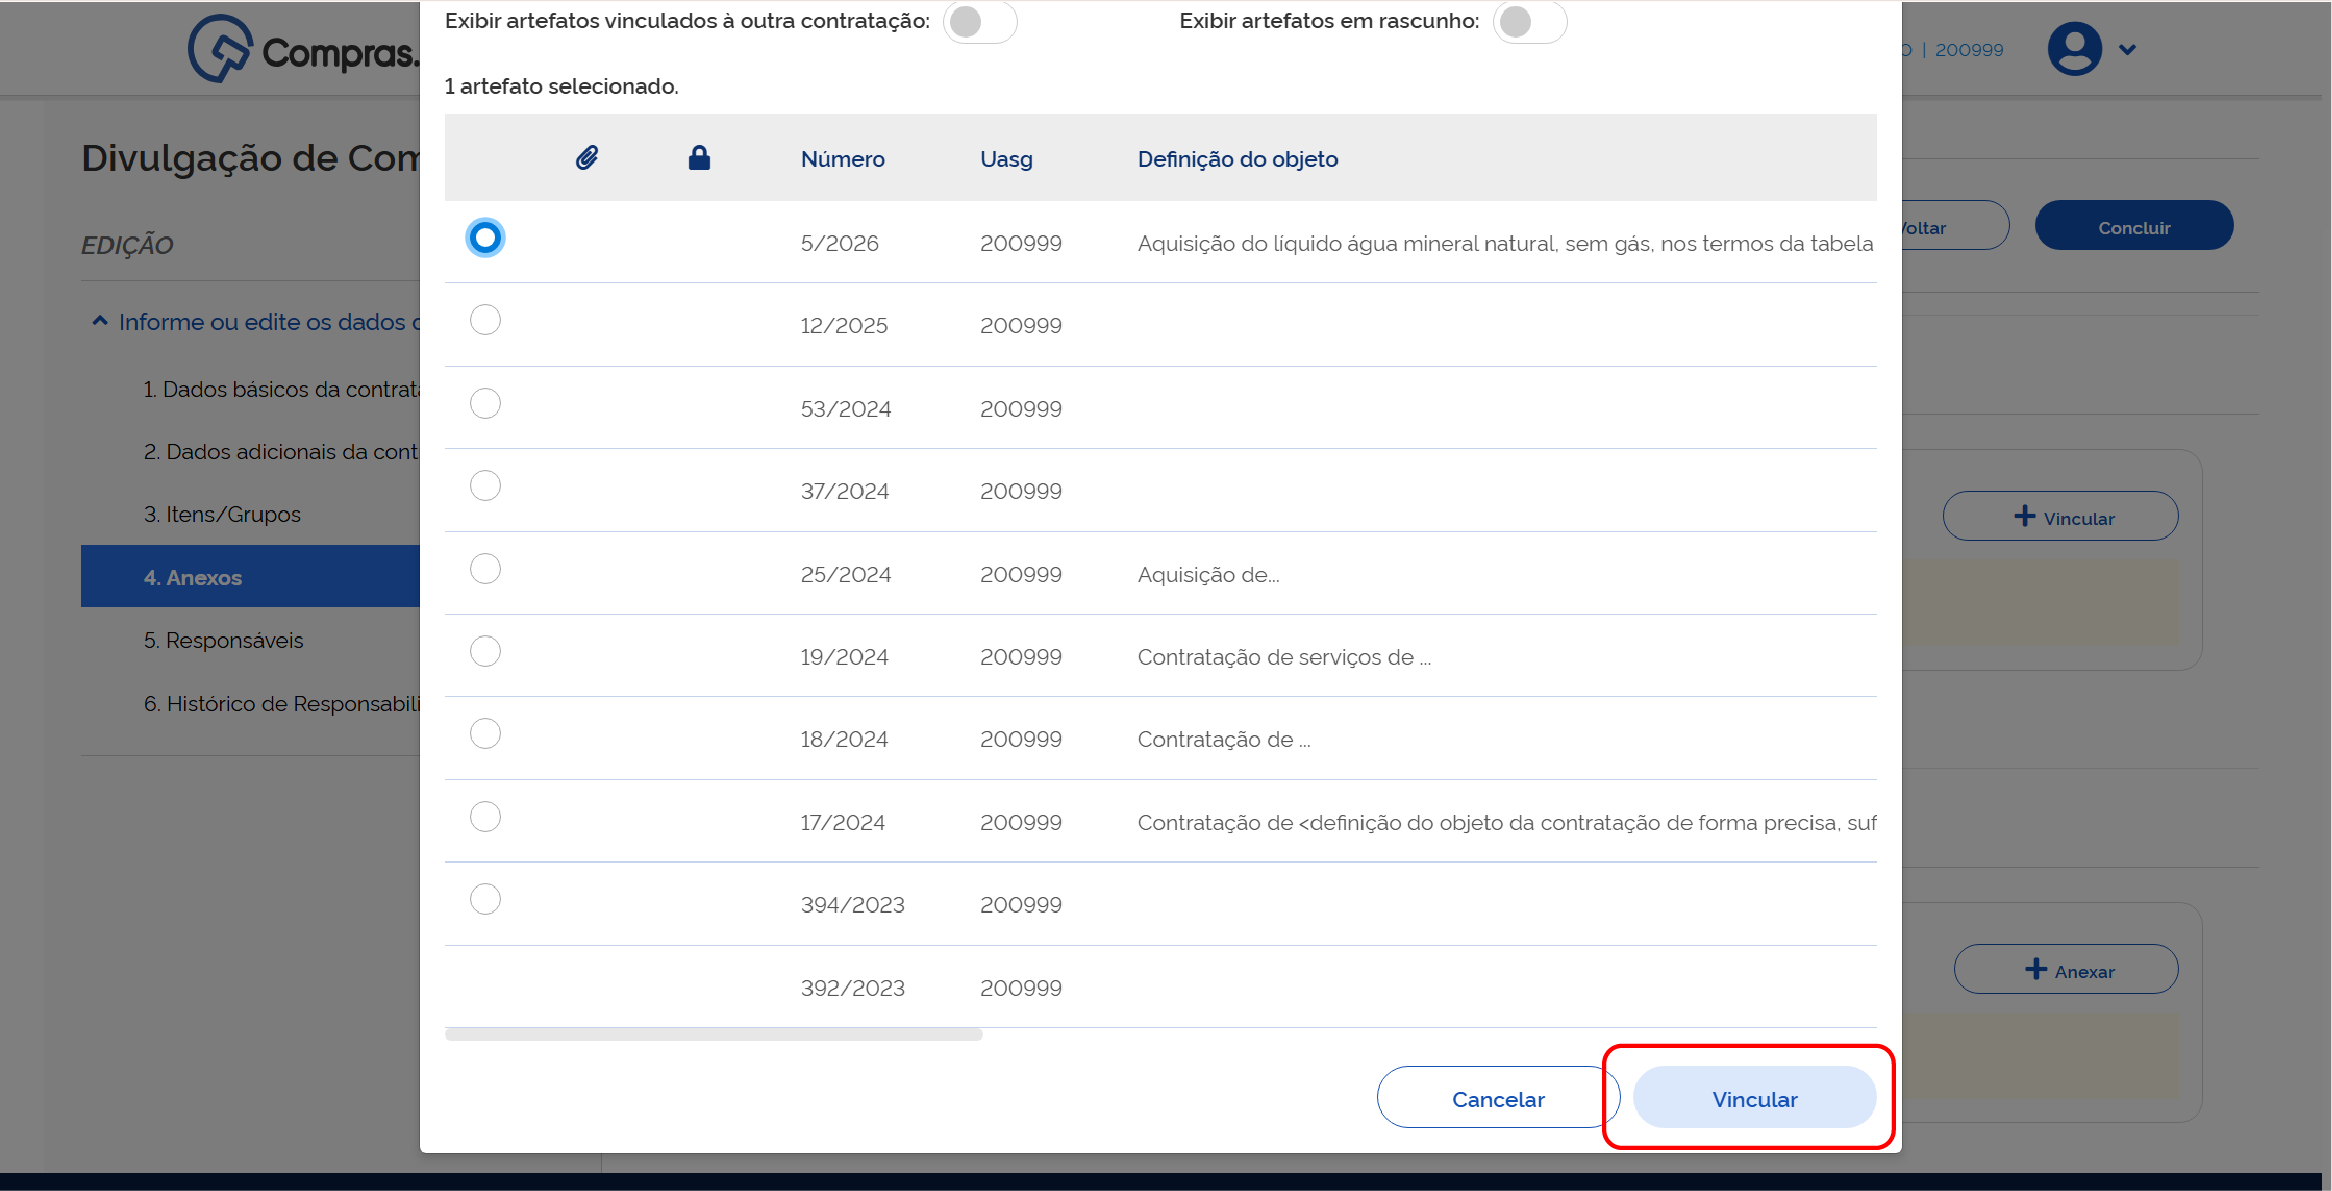 Exibir artefatos vinculados à outra contratação:
Exibir artefatos em rascunho:
Compras.
| 200999
1 artefato selecionado.
Divulgação de Com
EDIÇÃO
Informe ou edite os dados
1. Dados básicos da contrat
2. Dados adicionais da cont
3. Itens/Grupos
4. Anexos
5. Responsáveis
6. Histórico de Responsabili
Número Uasg Definição do objeto
5/2026 200999 Aquisição do líquido água mineral natural, sem gás, nos termos da tabela
12/2025 200999
53/2024 200999
37/2024 200999
25/2024 200999 Aquisição de...
19/2024 200999 Contratação de serviços de ...
18/2024 200999 Contratação de ...
17/2024 200999 Contratação de <definição do objeto da contratação de forma precisa, suf
394/2023 200999
392/2023 200999
Cancelar
Vincular
Voltar
Concluir
+ Vincular
+ Anexar